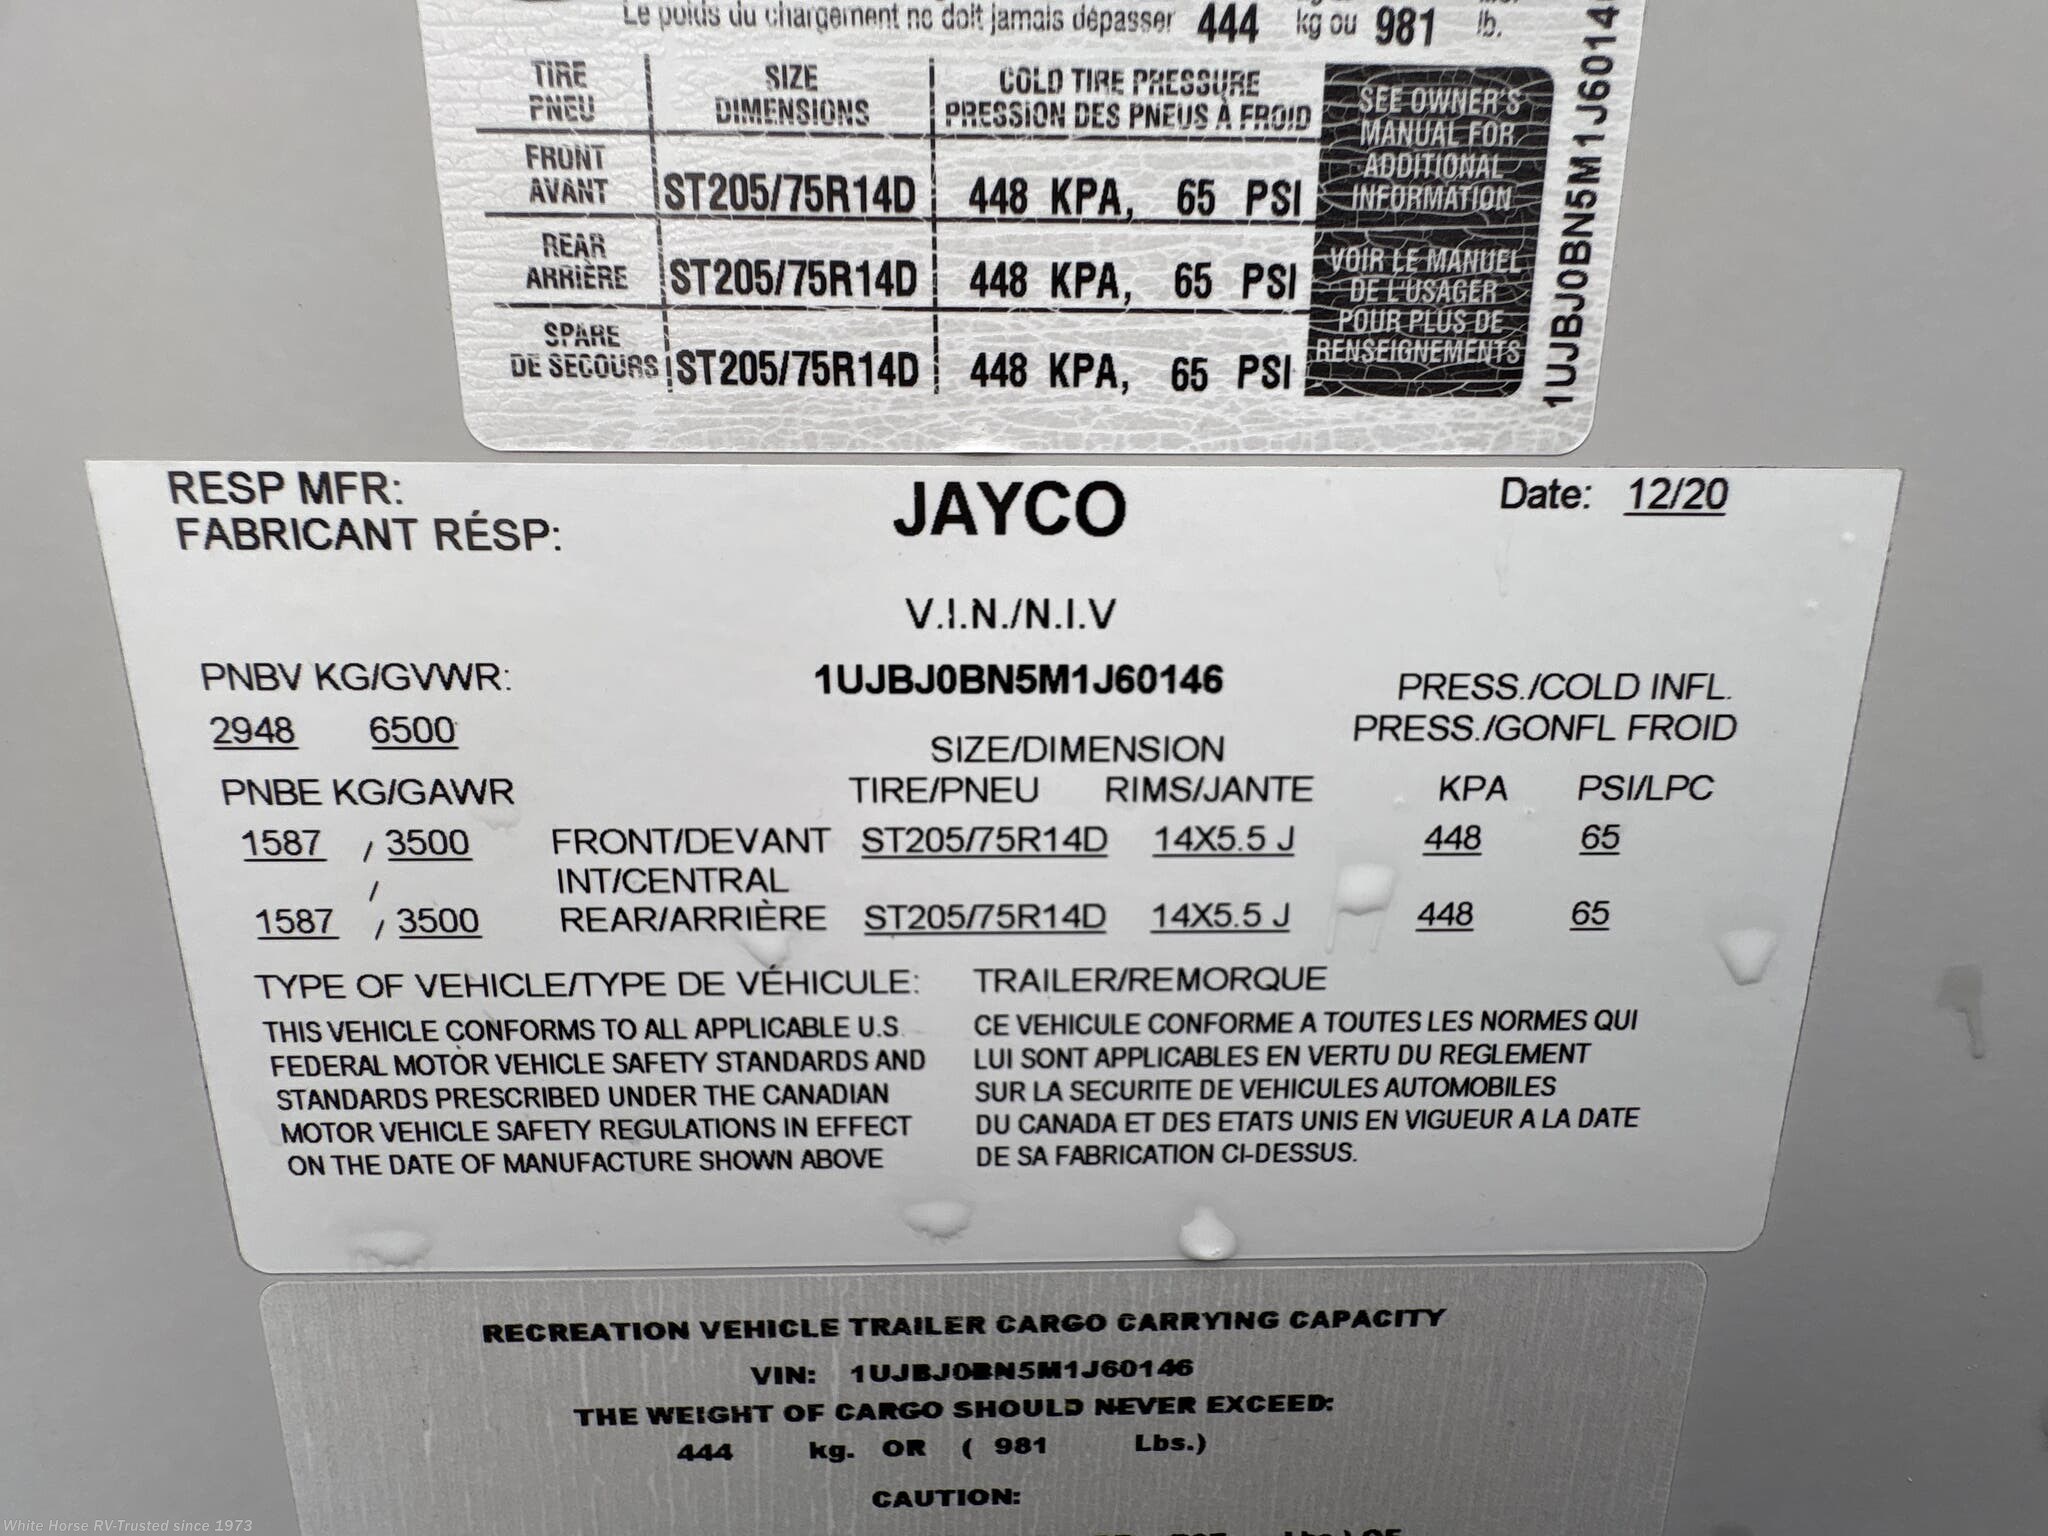 Le poids du chargement ne doit jamais dépasser 444 kg ou 981 lb.
TIRE SIZE COLD TIRE PRESSURE
PNEU DIMENSIONS PRESSION DES PNEUS À FROID
FRONT
AVANT ST205/75R14D 448 KPA, 65 PSI
REAR
ARRIÈRE ST205/75R14D 448 KPA, 65 PSI
SPARE
DE SECOURS ST205/75R14D 448 KPA, 65 PSI
SEE OWNER'S
MANUAL FOR
ADDITIONAL
INFORMATION
VOIR LE MANUEL
DE L'USAGER
POUR PLUS DE
RENSEIGNEMENTS
1UJBJ0BN5M1J6014
RESP MFR: JAYCO Date: 12/20
FABRICANT RÉSP:
V.I.N./N.I.V
PNBV KG/GVWR: 1UJBJ0BN5M1J60146 PRESS./COLD INFL.
2948 6500 PRESS./GONFL FROID
SIZE/DIMENSION
PNBE KG/GAWR TIRE/PNEU RIMS/JANTE KPA PSI/LPC
1587 / 3500 FRONT/DEVANT ST205/75R14D 14X5.5 J 448 65
/ INT/CENTRAL
1587 / 3500 REAR/ARRIÈRE ST205/75R14D 14X5.5 J 448 65
TYPE OF VEHICLE/TYPE DE VÉHICULE: TRAILER/REMORQUE
THIS VEHICLE CONFORMS TO ALL APPLICABLE U.S.
FEDERAL MOTOR VEHICLE SAFETY STANDARDS AND
STANDARDS PRESCRIBED UNDER THE CANADIAN
MOTOR VEHICLE SAFETY REGULATIONS IN EFFECT
ON THE DATE OF MANUFACTURE SHOWN ABOVE
CE VEHICULE CONFORME A TOUTES LES NORMES QUI
LUI SONT APPLICABLES EN VERTU DU REGLEMENT
SUR LA SECURITE DE VEHICULES AUTOMOBILES
DU CANADA ET DES ETATS UNIS EN VIGUEUR A LA DATE
DE SA FABRICATION CI-DESSUS.
RECREATION VEHICLE TRAILER CARGO CARRYING CAPACITY
VIN: 1UJBJ0BN5M1J60146
THE WEIGHT OF CARGO SHOULD NEVER EXCEED:
444 kg. OR ( 981 Lbs.)
CAUTION:
White Horse RV-Trusted since 1973